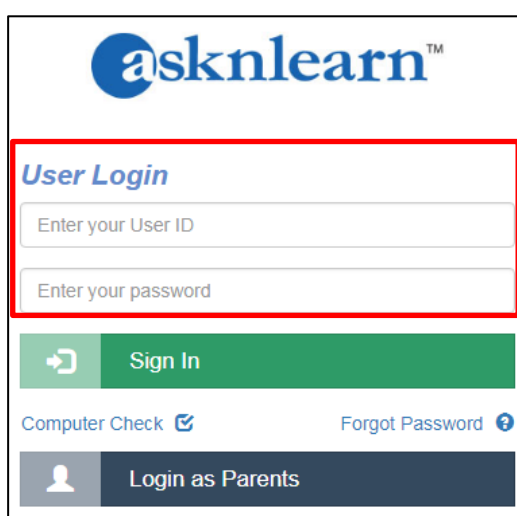 asknlearn™
User Login
Enter your User ID
Enter your password
Sign In
Computer Check Forgot Password
Login as Parents